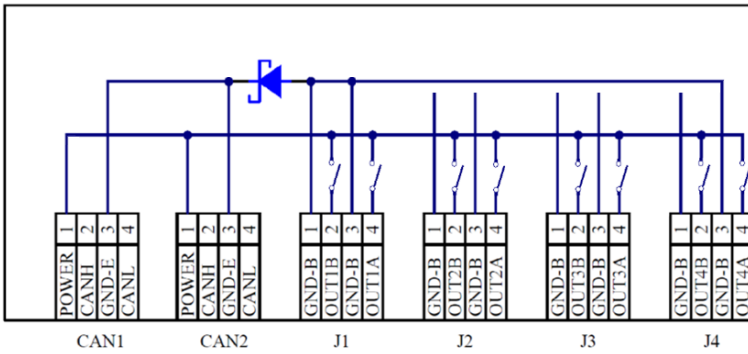 1 2 3 4
POWER CANH GND-E CANL
CAN1
1 2 3 4
POWER CANH GND-E CANL
CAN2
1 2 3 4
GND-B OUT1B GND-B OUT1A
J1
1 2 3 4
GND-B OUT2B GND-B OUT2A
J2
1 2 3 4
GND-B OUT3B GND-B OUT3A
J3
1 2 3 4
GND-B OUT4B GND-B OUT4A
J4